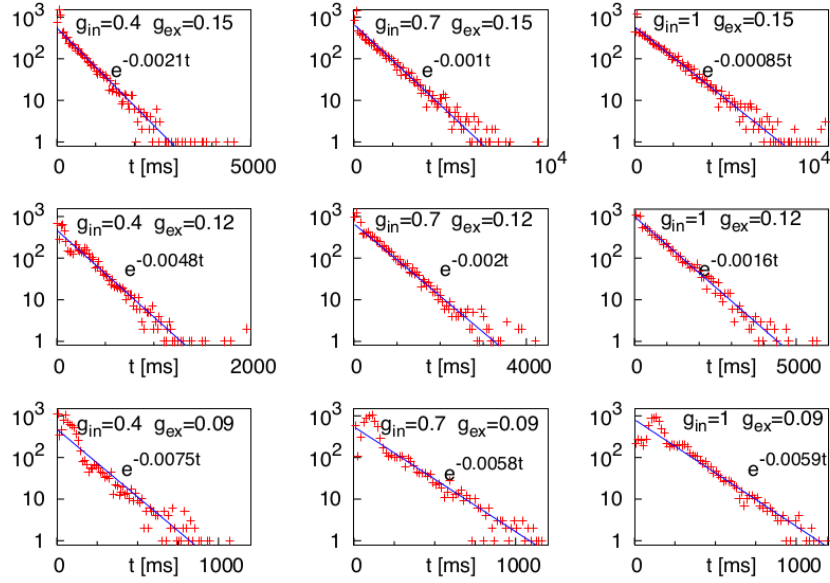 10³ g_in=0.4 g_ex=0.15
10² e^-0.0021t
10
1
0 5000
t [ms]
10³ g_in=0.7 g_ex=0.15
10² e^-0.001t
10
1
0 10⁴
t [ms]
10³ g_in=1 g_ex=0.15
10² e^-0.00085t
10
1
0 10⁴
t [ms]
10³ g_in=0.4 g_ex=0.12
10² e^-0.0048t
10
1
0 2000
t [ms]
10³ g_in=0.7 g_ex=0.12
10² e^-0.002t
10
1
0 4000
t [ms]
10³ g_in=1 g_ex=0.12
10² e^-0.0016t
10
1
0 5000
t [ms]
10³ g_in=0.4 g_ex=0.09
10² e^-0.0075t
10
1
0 1000
t [ms]
10³ g_in=0.7 g_ex=0.09
10² e^-0.0058t
10
1
0 1000
t [ms]
10³ g_in=1 g_ex=0.09
10² e^-0.0059t
10
1
0 1000
t [ms]